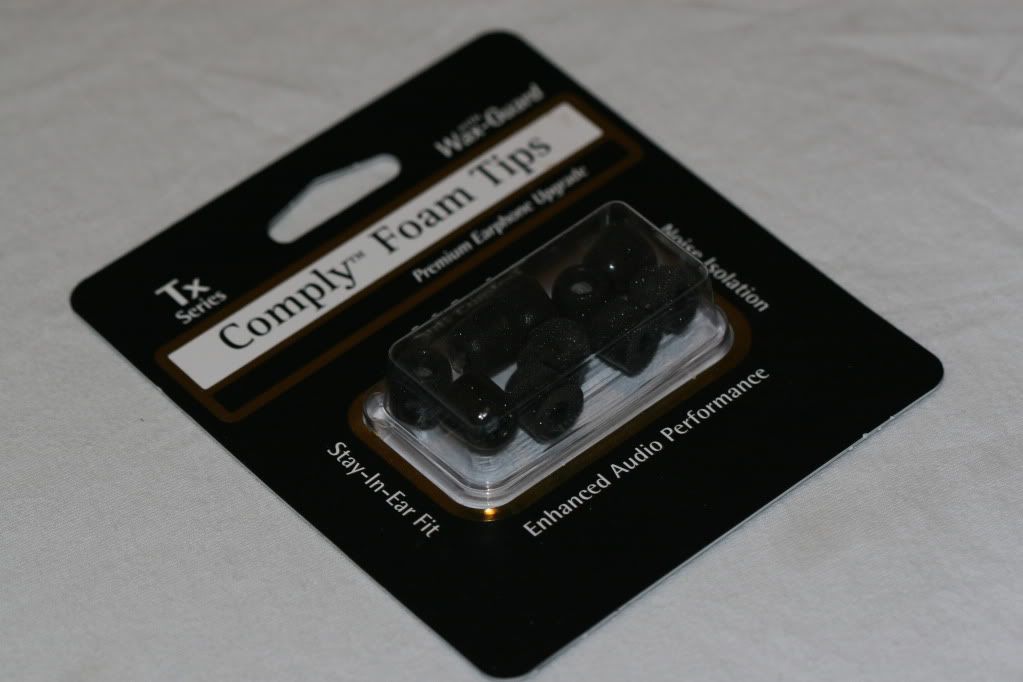 with
Wax-Guard
Tx
Series
Comply™ Foam Tips
Premium Earphone Upgrade
Noise Isolation
Stay-In-Ear Fit
Enhanced Audio Performance